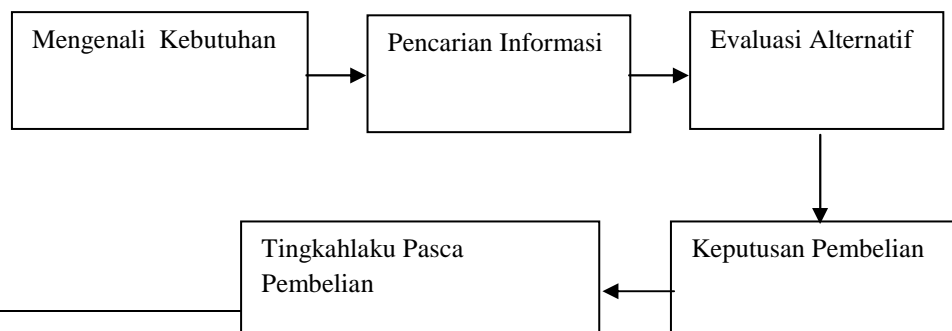 Mengenali Kebutuhan
Pencarian Informasi
Evaluasi Alternatif
Keputusan Pembelian
Tingkahlaku Pasca
Pembelian